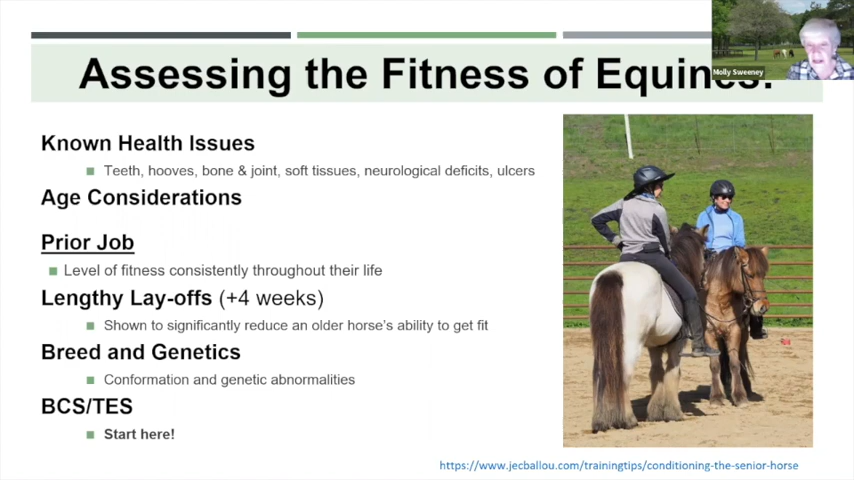 Molly Sweeney
Assessing the Fitness of Equines:
Known Health Issues
Teeth, hooves, bone & joint, soft tissues, neurological deficits, ulcers
Age Considerations
Prior Job
Level of fitness consistently throughout their life
Lengthy Lay-offs (+4 weeks)
Shown to significantly reduce an older horse's ability to get fit
Breed and Genetics
Conformation and genetic abnormalities
BCS/TES
Start here!
https://www.jecballou.com/trainingtips/conditioning-the-senior-horse